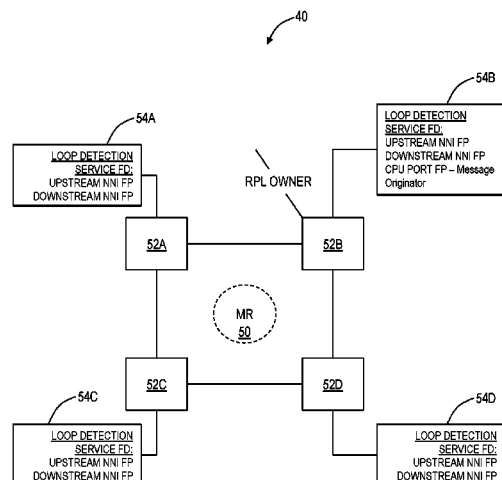 40
54A
54B
LOOP DETECTION
SERVICE FD:
UPSTREAM NNI FP
DOWNSTREAM NNI FP
LOOP DETECTION
SERVICE FD:
UPSTREAM NNI FP
DOWNSTREAM NNI FP
CPU PORT FP – Message
Originator
RPL OWNER
52A
52B
MR
50
52C
52D
54C
54D
LOOP DETECTION
SERVICE FD:
UPSTREAM NNI FP
DOWNSTREAM NNI FP
LOOP DETECTION
SERVICE FD:
UPSTREAM NNI FP
DOWNSTREAM NNI FP